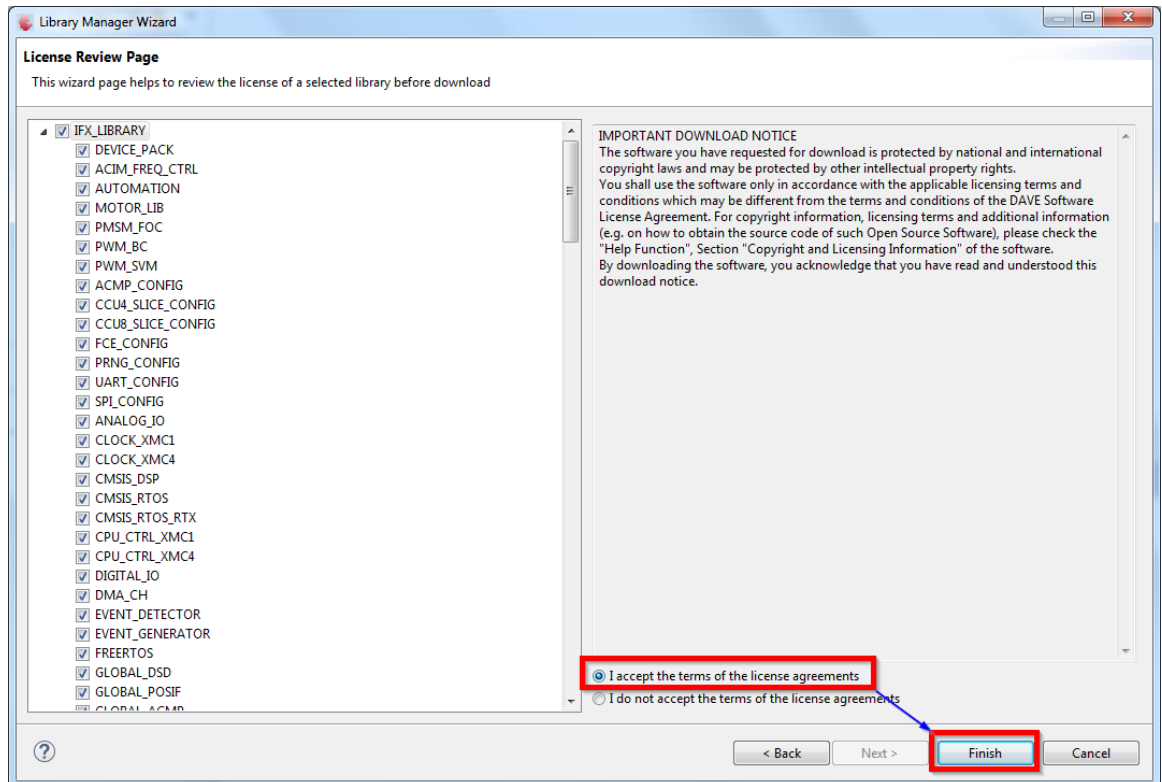 Library Manager Wizard
License Review Page
This wizard page helps to review the license of a selected library before download
IFX_LIBRARY
DEVICE_PACK
ACIM_FREQ_CTRL
AUTOMATION
MOTOR_LIB
PMSM_FOC
PWM_BC
PWM_SVM
ACMP_CONFIG
CCU4_SLICE_CONFIG
CCU8_SLICE_CONFIG
FCE_CONFIG
PRNG_CONFIG
UART_CONFIG
SPI_CONFIG
ANALOG_IO
CLOCK_XMC1
CLOCK_XMC4
CMSIS_DSP
CMSIS_RTOS
CMSIS_RTOS_RTX
CPU_CTRL_XMC1
CPU_CTRL_XMC4
DIGITAL_IO
DMA_CH
EVENT_DETECTOR
EVENT_GENERATOR
FREERTOS
GLOBAL_DSD
GLOBAL_POSIF
GLOBAL_ACMP
IMPORTANT DOWNLOAD NOTICE
The software you have requested for download is protected by national and international
copyright laws and may be protected by other intellectual property rights.
You shall use the software only in accordance with the applicable licensing terms and
conditions which may be different from the terms and conditions of the DAVE Software
License Agreement. For copyright information, licensing terms and additional information
(e.g. on how to obtain the source code of such Open Source Software), please check the
"Help Function", Section "Copyright and Licensing Information" of the software.
By downloading the software, you acknowledge that you have read and understood this
download notice.
I accept the terms of the license agreements
I do not accept the terms of the license agreements
?
< Back
Next >
Finish
Cancel